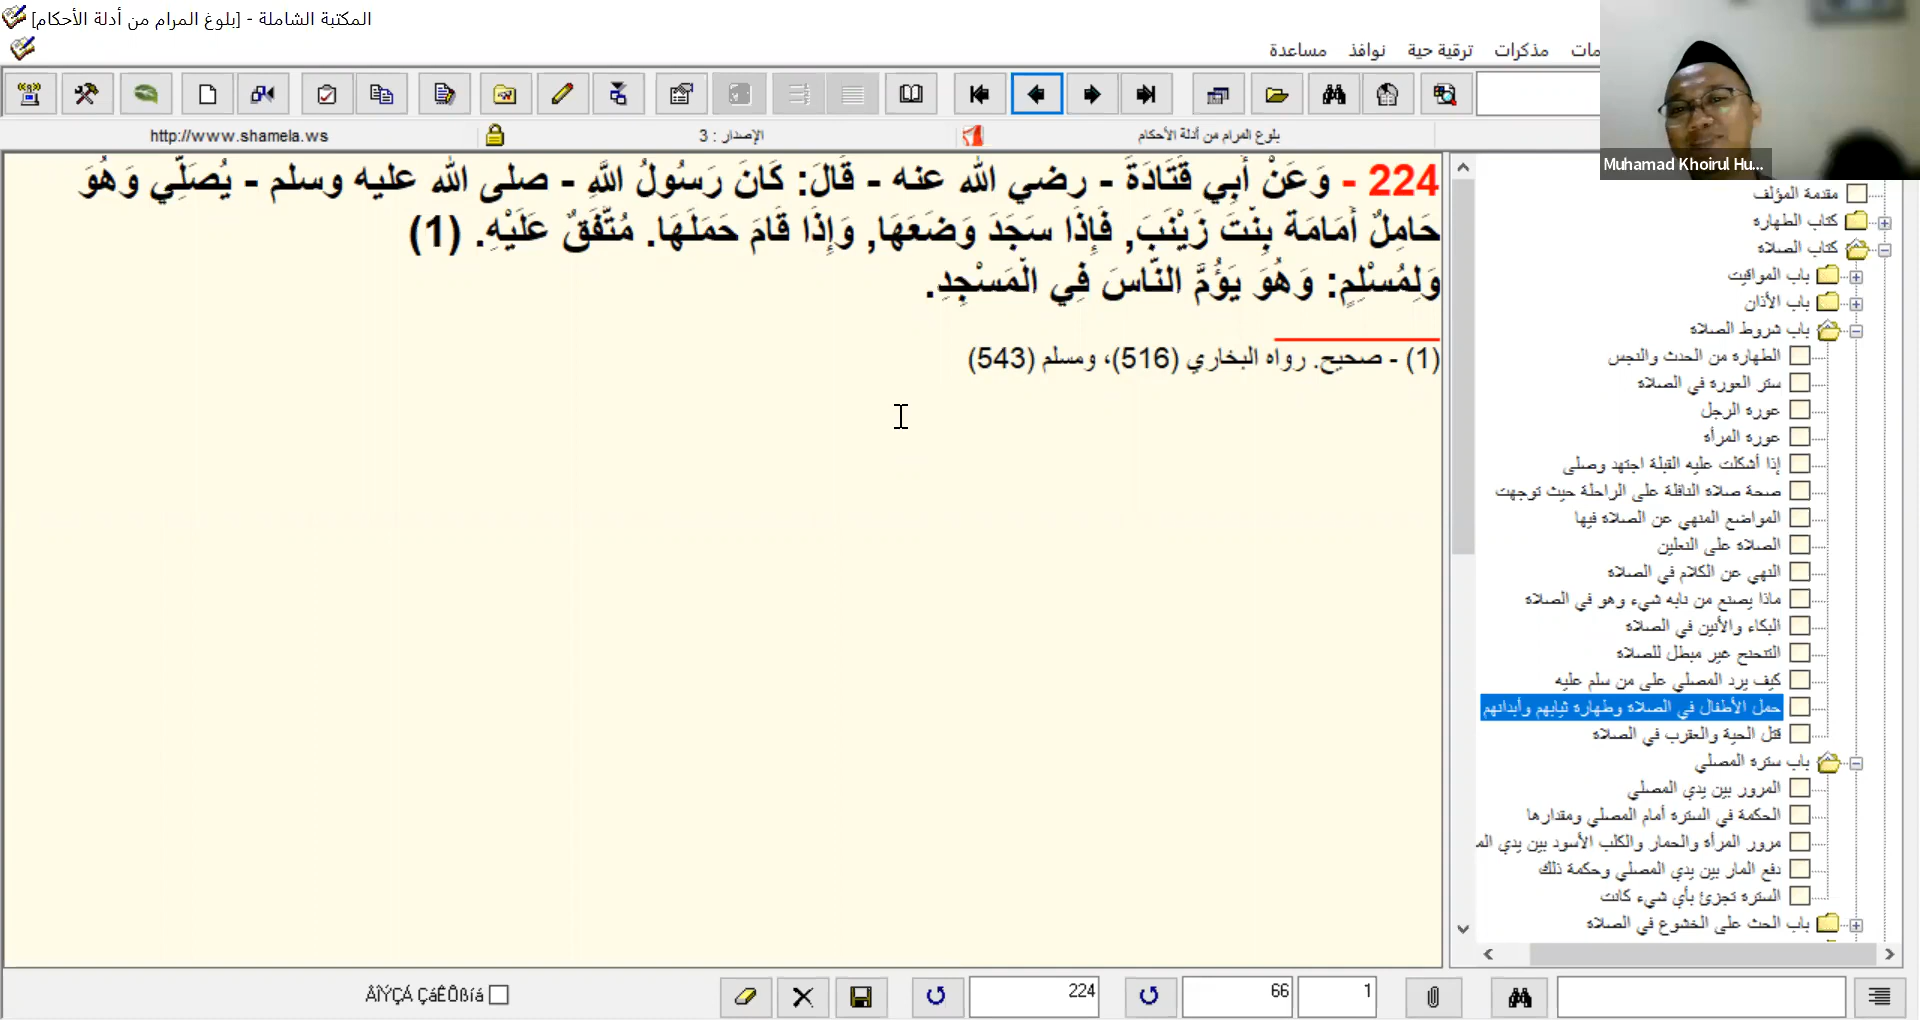 المكتبة الشاملة - [بلوغ المرام من أدلة الأحكام]
مذكرات ترقية حية نوافذ مساعدة
بلوغ المرام من أدلة الأحكام
الإصدار : 3
http://www.shamela.ws
Muhamad Khoirul Hu...
224 - وَعَنْ أَبِي قَتَادَةَ - رضي الله عنه - قَالَ: كَانَ رَسُولُ اللَّهِ - صلى الله عليه وسلم - يُصَلِّي وَهُوَ
حَامِلٌ أُمَامَةَ بِنْتَ زَيْنَبَ, فَإِذَا سَجَدَ وَضَعَهَا, وَإِذَا قَامَ حَمَلَهَا. مُتَّفَقٌ عَلَيْهِ. (1)
وَلِمُسْلِمٍ: وَهُوَ يَؤُمُّ النَّاسَ فِي الْمَسْجِدِ.
(1) - صحيح. رواه البخاري (516)، ومسلم (543)
مقدمة المؤلف
كتاب الطهارة
كتاب الصلاة
باب المواقيت
باب الأذان
باب شروط الصلاة
الطهارة من الحدث والنجس
ستر العورة في الصلاة
عورة الرجل
عورة المرأة
إذا أشكلت عليه القبلة اجتهد وصلى
صحة صلاة النافلة على الراحلة حيث توجهت
المواضع المنهي عن الصلاة فيها
الصلاة على النعلين
النهي عن الكلام في الصلاة
ماذا يصنع من نابه شيء وهو في الصلاة
البكاء والأنين في الصلاة
التنحنح غير مبطل للصلاة
كيف يرد المصلي على من سلم عليه
حمل الأطفال في الصلاة وطهارة ثيابهم وأبدانهم
قتل الحية والعقرب في الصلاة
باب سترة المصلي
المرور بين يدي المصلي
الحكمة في السترة أمام المصلي ومقدارها
مرور المرأة والحمار والكلب الأسود بين يدي الم
دفع المار بين يدي المصلي وحكمة ذلك
السترة تجزئ بأي شيء كانت
باب الحث على الخشوع في الصلاة
1
66
224
ÅÎÝÇÁ ÇáÊÔßíá